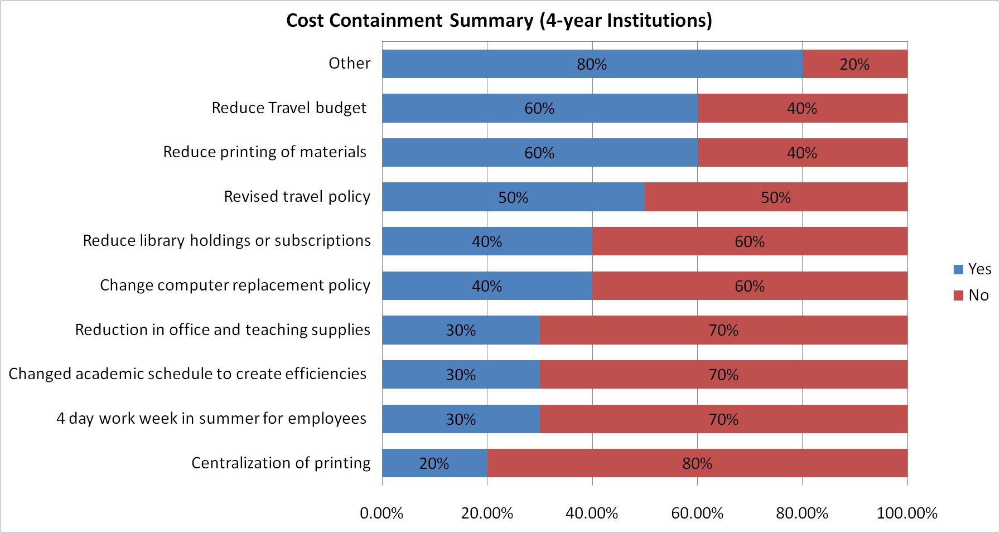 Cost Containment Summary (4-year Institutions)
Other
80%
20%
Reduce Travel budget
60%
40%
Reduce printing of materials
60%
40%
Revised travel policy
50%
50%
Reduce library holdings or subscriptions
40%
60%
Change computer replacement policy
40%
60%
Reduction in office and teaching supplies
30%
70%
Changed academic schedule to create efficiencies
30%
70%
4 day work week in summer for employees
30%
70%
Centralization of printing
20%
80%
0.00% 20.00% 40.00% 60.00% 80.00% 100.00%
Yes
No